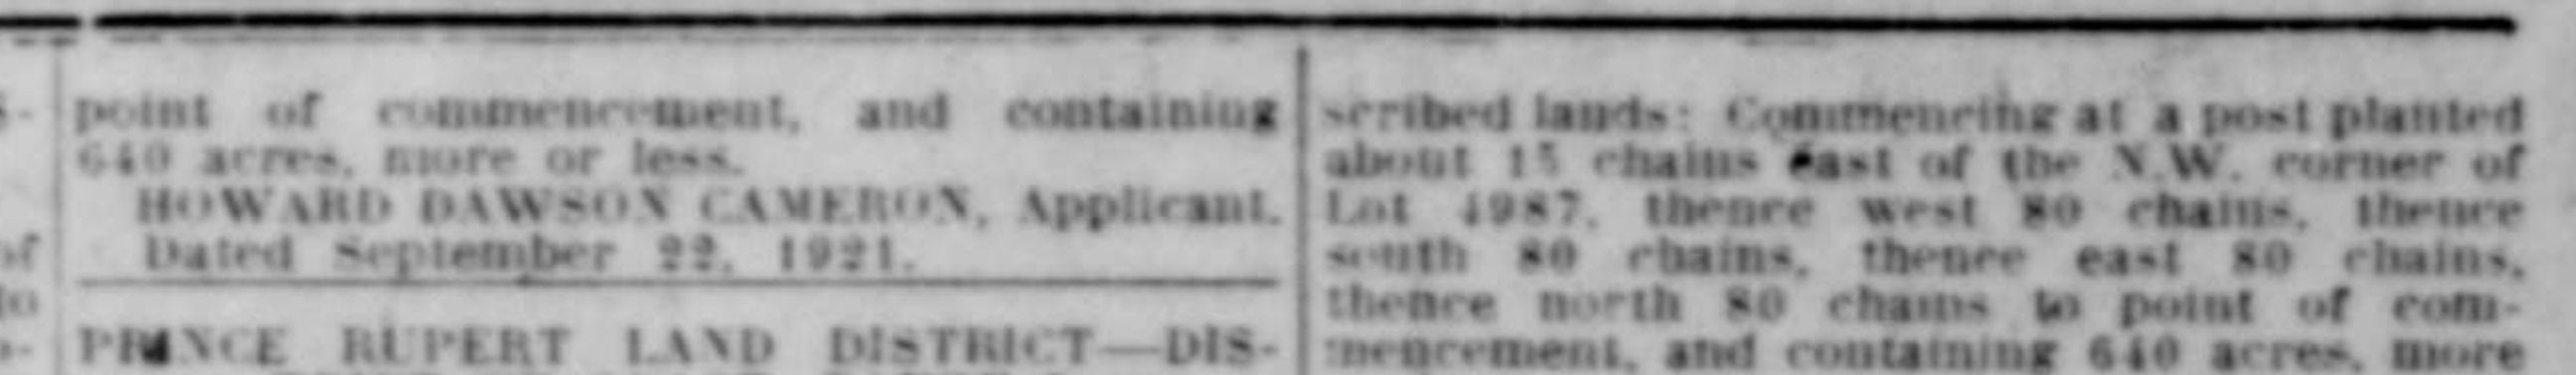 point of commencement, and containing
640 acres, more or less.
HOWARD DAWSON CAMERON, Applicant.
Dated September 22, 1921.
PRINCE RUPERT LAND DISTRICT—DIS-
scribed lands: Commencing at a post planted
about 15 chains east of the N.W. corner of
Lot 4987, thence west 80 chains, thence
south 80 chains, thence east 80 chains,
thence north 80 chains to point of com-
mencement, and containing 640 acres, more